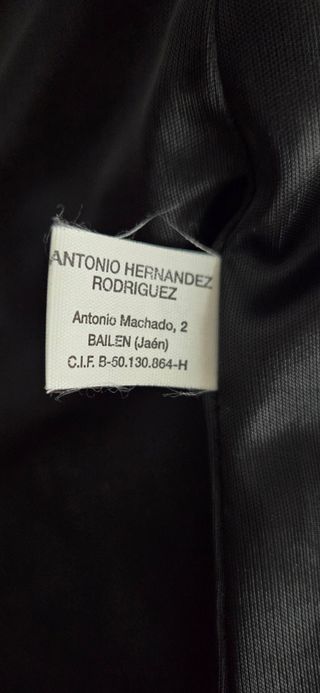 ANTONIO HERNANDEZ
RODRIGUEZ
Antonio Machado, 2
BAILEN (Jaén)
C.I.F. B-50.130.864-H